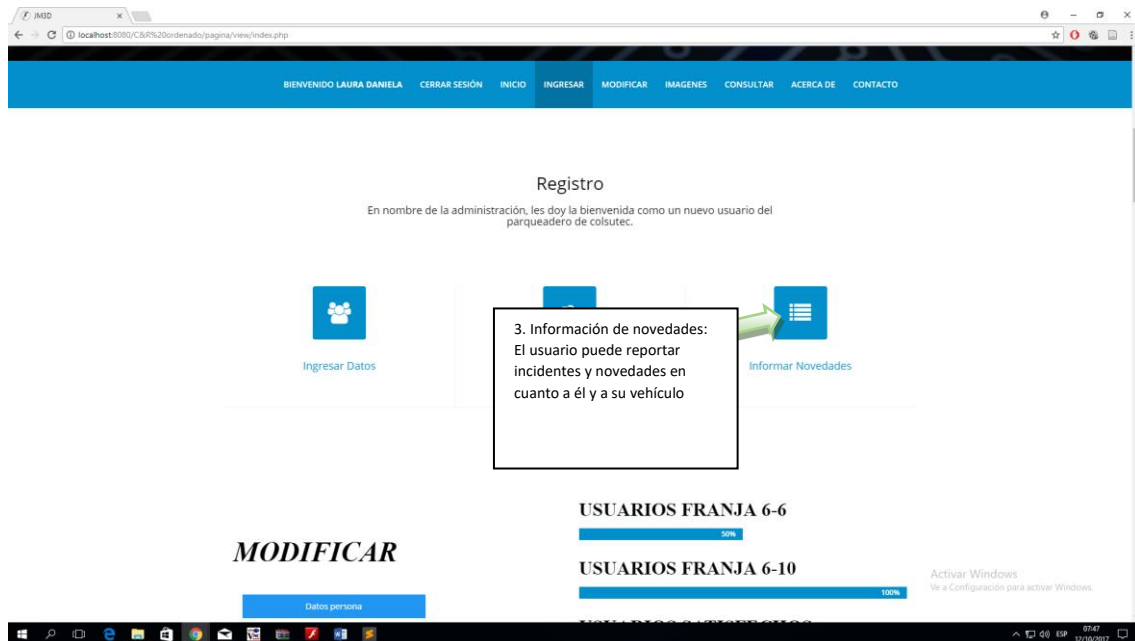 JM3D
localhost:8080/C&R%20ordenado/pagina/view/index.php
BIENVENIDO LAURA DANIELA CERRAR SESIÓN INICIO INGRESAR MODIFICAR IMAGENES CONSULTAR ACERCA DE CONTACTO
Registro
En nombre de la administración, les doy la bienvenida como un nuevo usuario del
parqueadero de colsutec.
3. Información de novedades:
El usuario puede reportar
incidentes y novedades en
cuanto a él y a su vehículo
Ingresar Datos
Informar Novedades
MODIFICAR
Datos persona
USUARIOS FRANJA 6-6
50%
USUARIOS FRANJA 6-10
100%
Activar Windows
Ve a Configuración para activar Windows.
ESP
07:47
12/10/2017